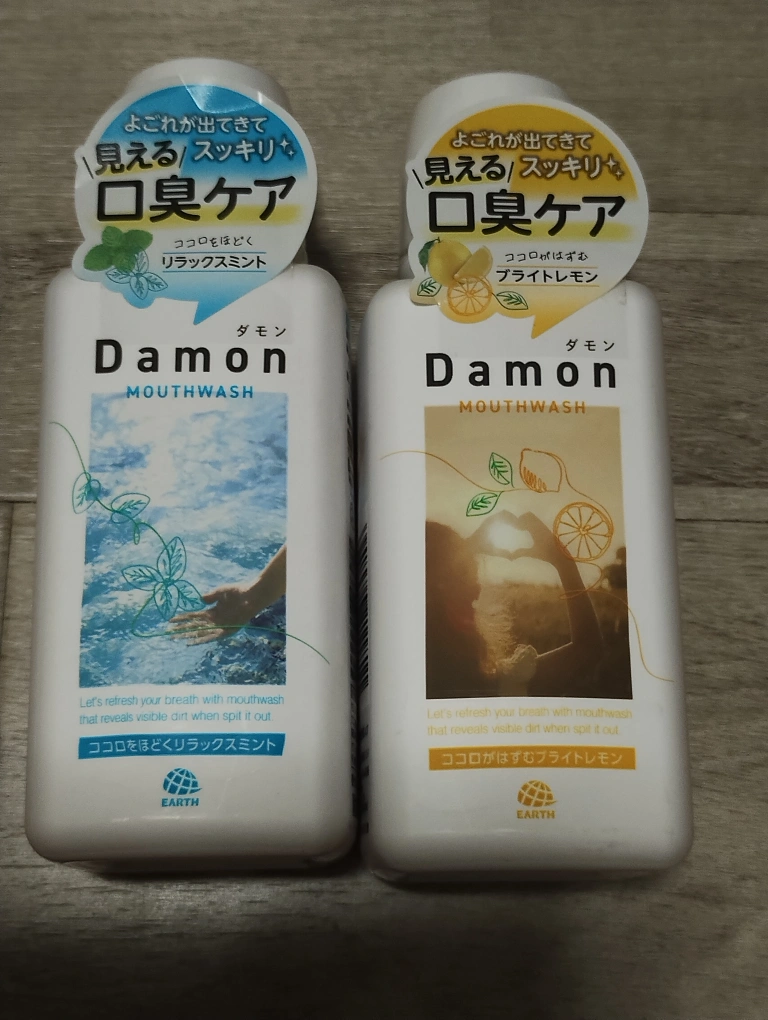 よごれが出てきて
見える スッキリ
口臭ケア
ココロをほどく
リラックスミント
ダモン
Damon
MOUTHWASH
Let's refresh your breath with mouthwash
that reveals visible dirt when spit it out.
ココロをほどくリラックスミント
EARTH
よごれが出てきて
見える スッキリ
口臭ケア
ココロがはずむ
ブライトレモン
ダモン
Damon
MOUTHWASH
Let's refresh your breath with mouthwash
that reveals visible dirt when spit it out.
ココロがはずむブライトレモン
EARTH